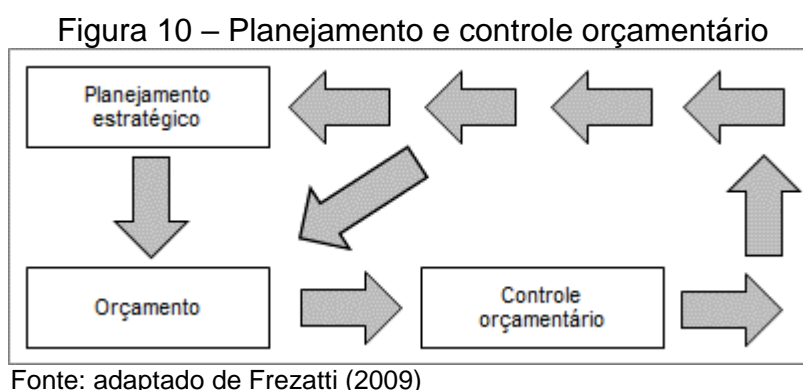 Figura 10 – Planejamento e controle orçamentário
Planejamento
estratégico
Orçamento
Controle
orçamentário
Fonte: adaptado de Frezatti (2009)